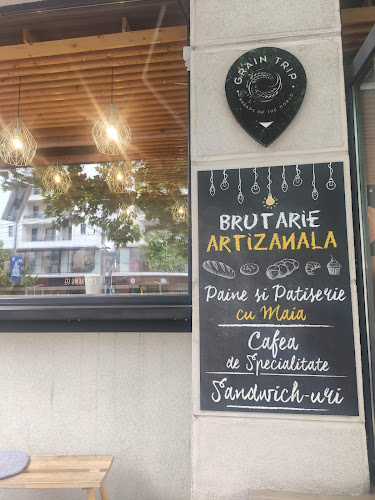 GRAIN TRIP
BREADS OF THE WORLD
BRUTARIE
ARTIZANALA
Paine si Patiserie
cu Maia
Cafea
de Specialitate
Sandwich-uri